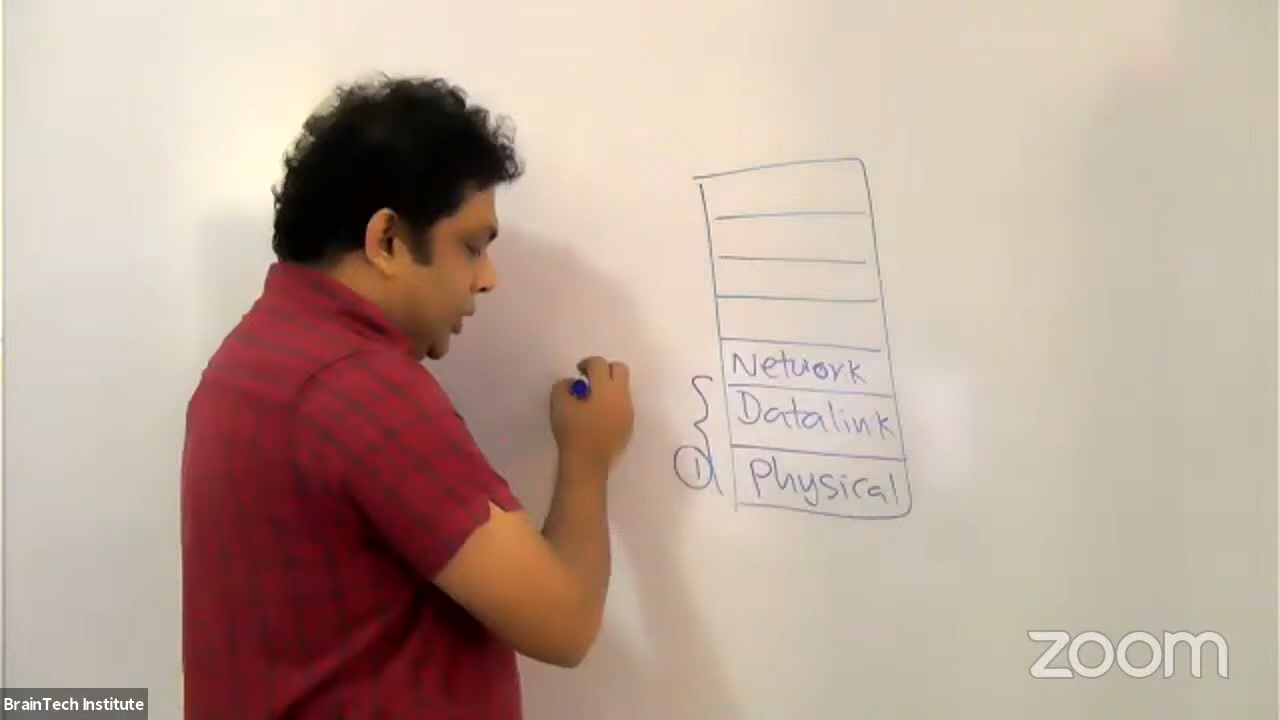 Network
Datalink
① Physical
zoom
BrainTech Institute